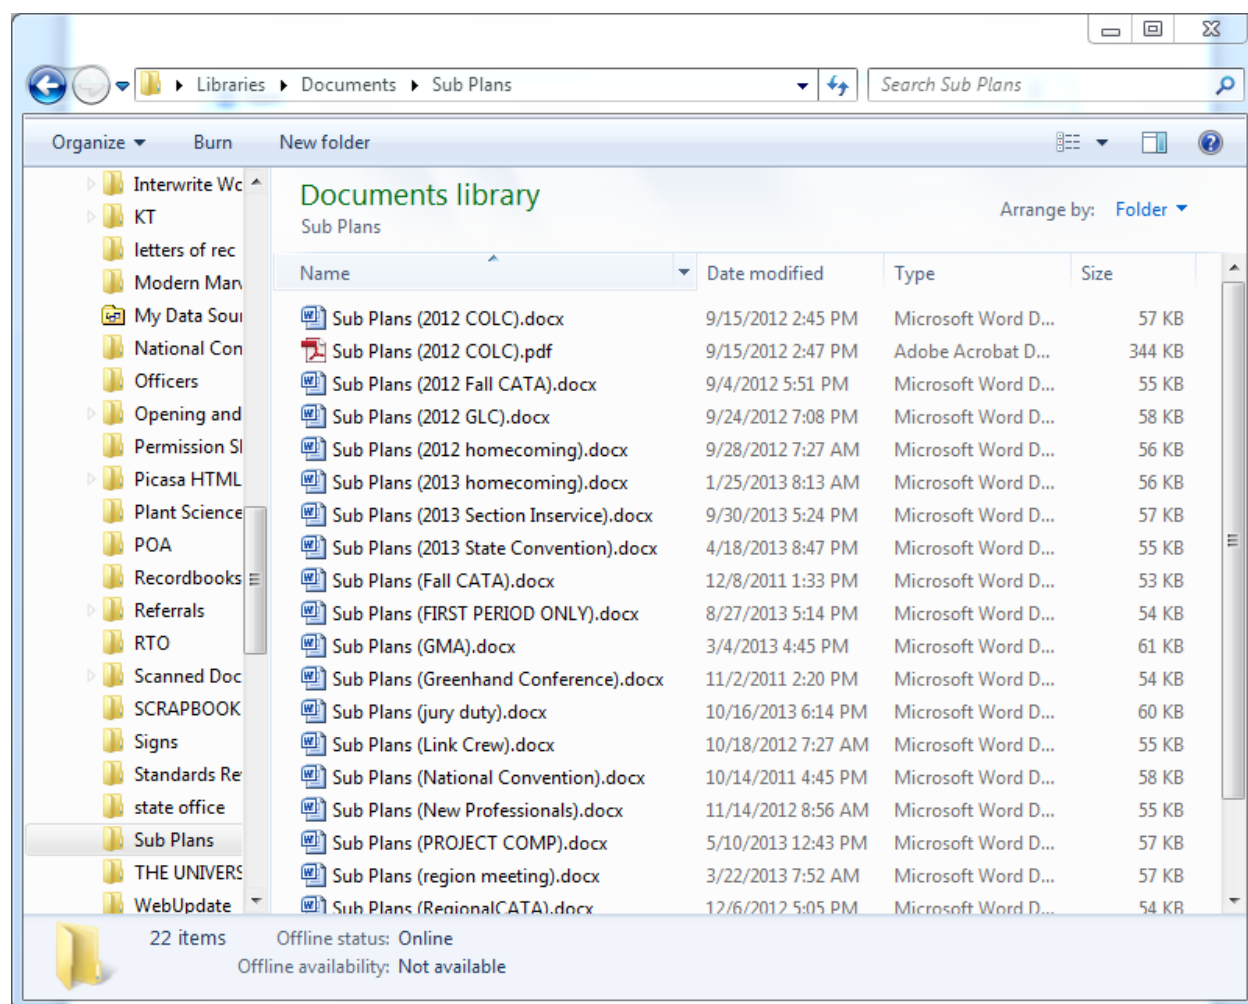 Libraries ▸ Documents ▸ Sub Plans
Search Sub Plans
Organize Burn New folder
Interwrite Wc
KT
letters of rec
Modern Man
My Data Sour
National Con
Officers
Opening and
Permission Sl
Picasa HTML
Plant Science
POA
Recordbooks
Referrals
RTO
Scanned Doc
SCRAPBOOK
Signs
Standards Re
state office
Sub Plans
THE UNIVERS
WebUpdate
Documents library
Sub Plans
Arrange by: Folder
Name Date modified Type Size
Sub Plans (2012 COLC).docx 9/15/2012 2:45 PM Microsoft Word D... 57 KB
Sub Plans (2012 COLC).pdf 9/15/2012 2:47 PM Adobe Acrobat D... 344 KB
Sub Plans (2012 Fall CATA).docx 9/4/2012 5:51 PM Microsoft Word D... 55 KB
Sub Plans (2012 GLC).docx 9/24/2012 7:08 PM Microsoft Word D... 58 KB
Sub Plans (2012 homecoming).docx 9/28/2012 7:27 AM Microsoft Word D... 56 KB
Sub Plans (2013 homecoming).docx 1/25/2013 8:13 AM Microsoft Word D... 56 KB
Sub Plans (2013 Section Inservice).docx 9/30/2013 5:24 PM Microsoft Word D... 57 KB
Sub Plans (2013 State Convention).docx 4/18/2013 8:47 PM Microsoft Word D... 55 KB
Sub Plans (Fall CATA).docx 12/8/2011 1:33 PM Microsoft Word D... 53 KB
Sub Plans (FIRST PERIOD ONLY).docx 8/27/2013 5:14 PM Microsoft Word D... 54 KB
Sub Plans (GMA).docx 3/4/2013 4:45 PM Microsoft Word D... 61 KB
Sub Plans (Greenhand Conference).docx 11/2/2011 2:20 PM Microsoft Word D... 54 KB
Sub Plans (jury duty).docx 10/16/2013 6:14 PM Microsoft Word D... 60 KB
Sub Plans (Link Crew).docx 10/18/2012 7:27 AM Microsoft Word D... 55 KB
Sub Plans (National Convention).docx 10/14/2011 4:45 PM Microsoft Word D... 58 KB
Sub Plans (New Professionals).docx 11/14/2012 8:56 AM Microsoft Word D... 55 KB
Sub Plans (PROJECT COMP).docx 5/10/2013 12:43 PM Microsoft Word D... 57 KB
Sub Plans (region meeting).docx 3/22/2013 7:52 AM Microsoft Word D... 57 KB
Sub Plans (RegionalCATA).docx 12/6/2012 5:05 PM Microsoft Word D... 54 KB
22 items Offline status: Online
Offline availability: Not available